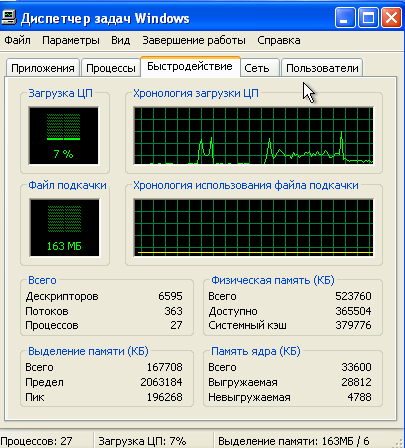 Диспетчер задач Windows
Файл Параметры Вид Завершение работы Справка
Приложения Процессы Быстродействие Сеть Пользователи
Загрузка ЦП Хронология загрузки ЦП
7 %
Файл подкачки Хронология использования файла подкачки
163 МБ
Всего Физическая память (КБ)
Дескрипторов 6595 Всего 523760
Потоков 363 Доступно 365504
Процессов 27 Системный кэш 379776
Выделение памяти (КБ) Память ядра (КБ)
Всего 167708 Всего 33600
Предел 2063184 Выгружаемая 28812
Пик 196268 Невыгружаемой 4788
Процессов: 27 Загрузка ЦП: 7% Выделение памяти: 163МБ / 6